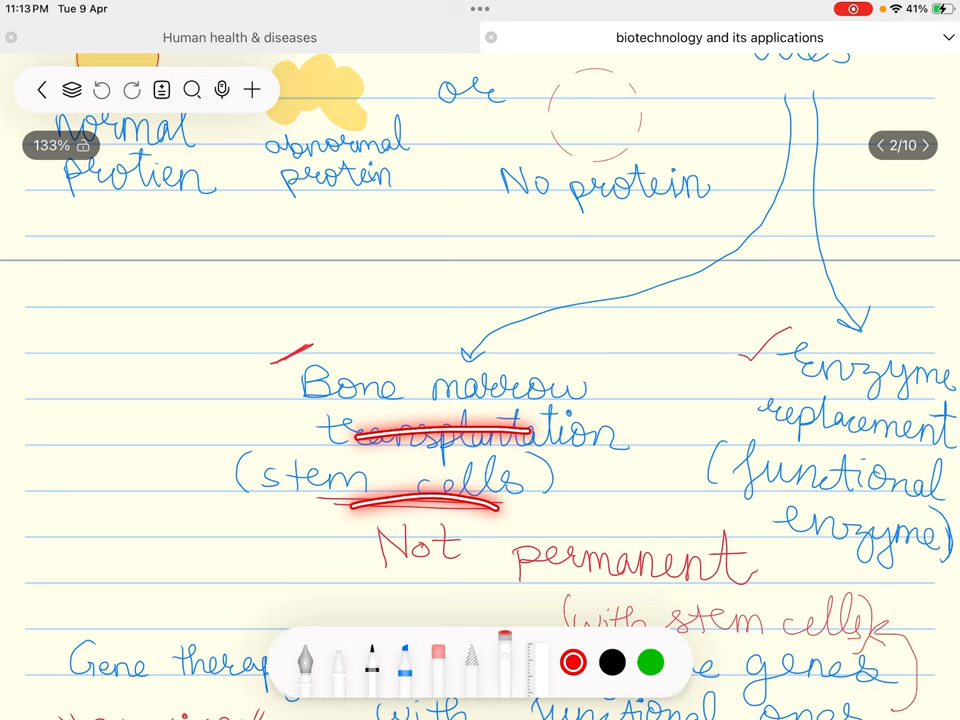 11:13 PM Tue 9 Apr
41%
Human health & diseases
biotechnology and its applications
133%
2/10
or
normal
protien
abnormal
protein
No protein
Bone marrow
transplantation
(stem cells)
Enzyme
replacement
(functional
enzyme)
Not permanent
(with stem cells)
Gene therap
genes
(with functional ones